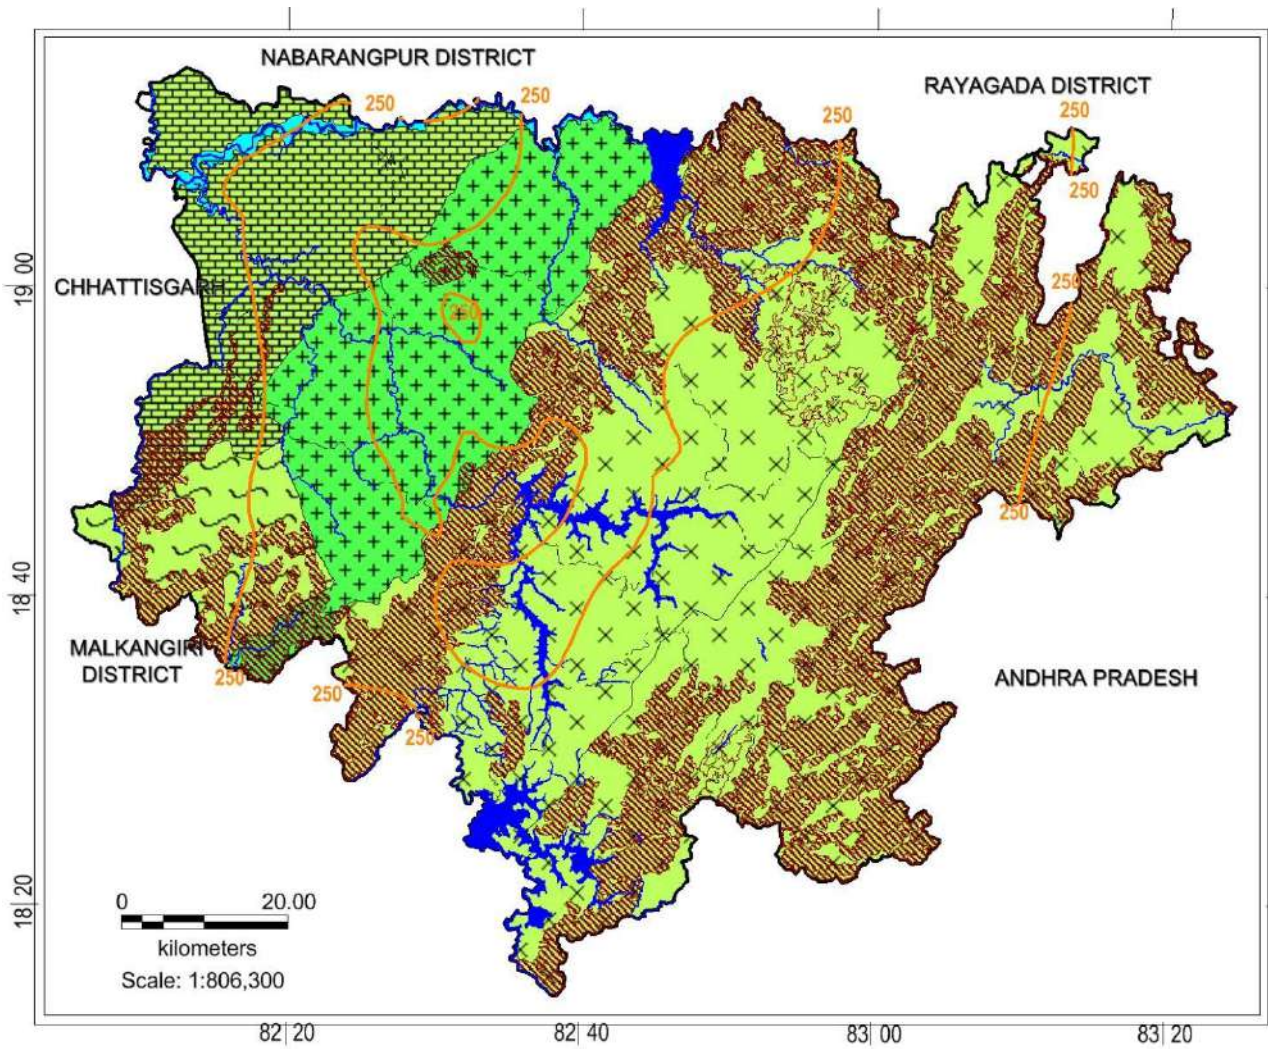 NABARANGPUR DISTRICT
RAYAGADA DISTRICT
250
250
250
250
250
19 00
CHHATTISGARH
250
250
250
250
18 40
MALKANGIRI
DISTRICT
250
250
250
ANDHRA PRADESH
18 20
0 20.00
kilometers
Scale: 1:806,300
82 20
82 40
83 00
83 20